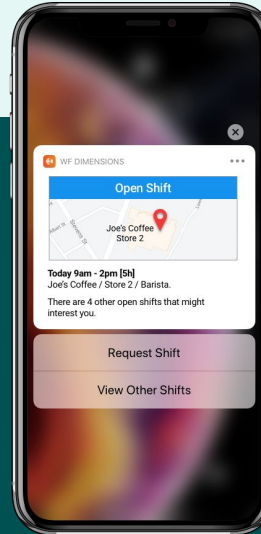 WF DIMENSIONS
Open Shift
Joe's Coffee
Store 2
Today 9am - 2pm [5h]
Joe's Coffee / Store 2 / Barista.
There are 4 other open shifts that might
interest you.
Request Shift
View Other Shifts